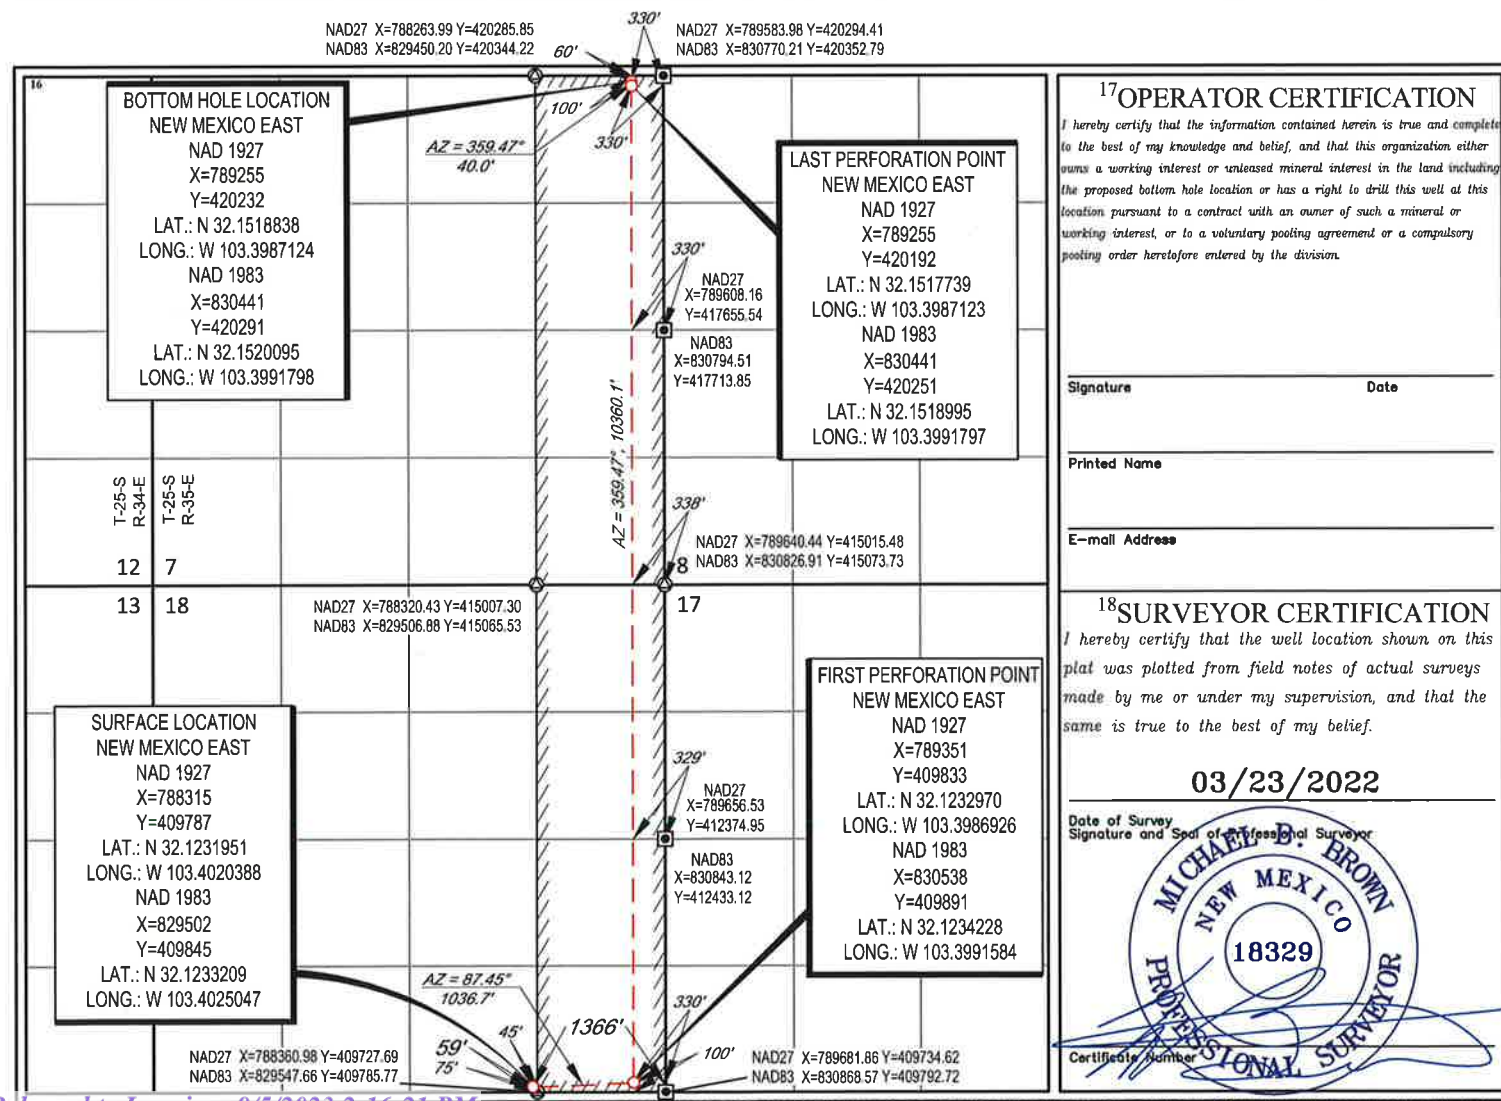 NAD27 X=788263.99 Y=420285.85
NAD83 X=829450.20 Y=420344.22
60'
330'
NAD27 X=789583.98 Y=420294.41
NAD83 X=830770.21 Y=420352.79
16
BOTTOM HOLE LOCATION
NEW MEXICO EAST
NAD 1927
X=789255
Y=420232
LAT.: N 32.1518838
LONG.: W 103.3987124
NAD 1983
X=830441
Y=420291
LAT.: N 32.1520095
LONG.: W 103.3991798
100'
330'
AZ = 359.47°
40.0'
LAST PERFORATION POINT
NEW MEXICO EAST
NAD 1927
X=789255
Y=420192
LAT.: N 32.1517739
LONG.: W 103.3987123
NAD 1983
X=830441
Y=420251
LAT.: N 32.1518995
LONG.: W 103.3991797
330'
NAD27
X=789608.16
Y=417655.54
NAD83
X=830794.51
Y=417713.85
AZ = 359.47°, 10360.1'
T-25-S
R-34-E
T-25-S
R-35-E
12
7
13
18
338'
NAD27 X=789640.44 Y=415015.48
NAD83 X=830826.91 Y=415073.73
8
17
NAD27 X=788320.43 Y=415007.30
NAD83 X=829506.88 Y=415065.53
SURFACE LOCATION
NEW MEXICO EAST
NAD 1927
X=788315
Y=409787
LAT.: N 32.1231951
LONG.: W 103.4020388
NAD 1983
X=829502
Y=409845
LAT.: N 32.1233209
LONG.: W 103.4025047
FIRST PERFORATION POINT
NEW MEXICO EAST
NAD 1927
X=789351
Y=409833
LAT.: N 32.1232970
LONG.: W 103.3986926
NAD 1983
X=830538
Y=409891
LAT.: N 32.1234228
LONG.: W 103.3991584
329'
NAD27
X=789656.53
Y=412374.95
NAD83
X=830843.12
Y=412433.12
AZ = 87.45°
1036.7'
45'
59'
75'
1366'
330'
100'
NAD27 X=788360.98 Y=409727.69
NAD83 X=829547.66 Y=409785.77
NAD27 X=789681.86 Y=409734.62
NAD83 X=830868.57 Y=409792.72
17 OPERATOR CERTIFICATION
I hereby certify that the information contained herein is true and complete
to the best of my knowledge and belief, and that this organization either
owns a working interest or unleased mineral interest in the land including
the proposed bottom hole location or has a right to drill this well at this
location pursuant to a contract with an owner of such a mineral or
working interest, or to a voluntary pooling agreement or a compulsory
pooling order heretofore entered by the division.
Signature Date
Printed Name
E-mail Address
18 SURVEYOR CERTIFICATION
I hereby certify that the well location shown on this
plat was plotted from field notes of actual surveys
made by me or under my supervision, and that the
same is true to the best of my belief.
03/23/2022
Date of Survey
Signature and Seal of Professional Surveyor
MICHAEL B. BROWN
NEW MEXICO
18329
PROFESSIONAL SURVEYOR
Certificate Number